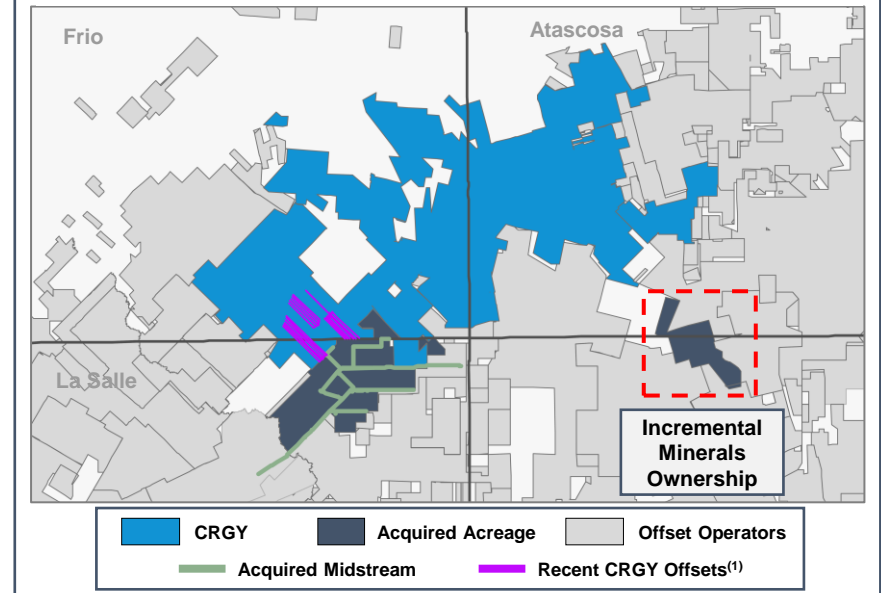 Frio
Atascosa
La Salle
Incremental
Minerals
Ownership
CRGY
Acquired Acreage
Offset Operators
Acquired Midstream
Recent CRGY Offsets(1)